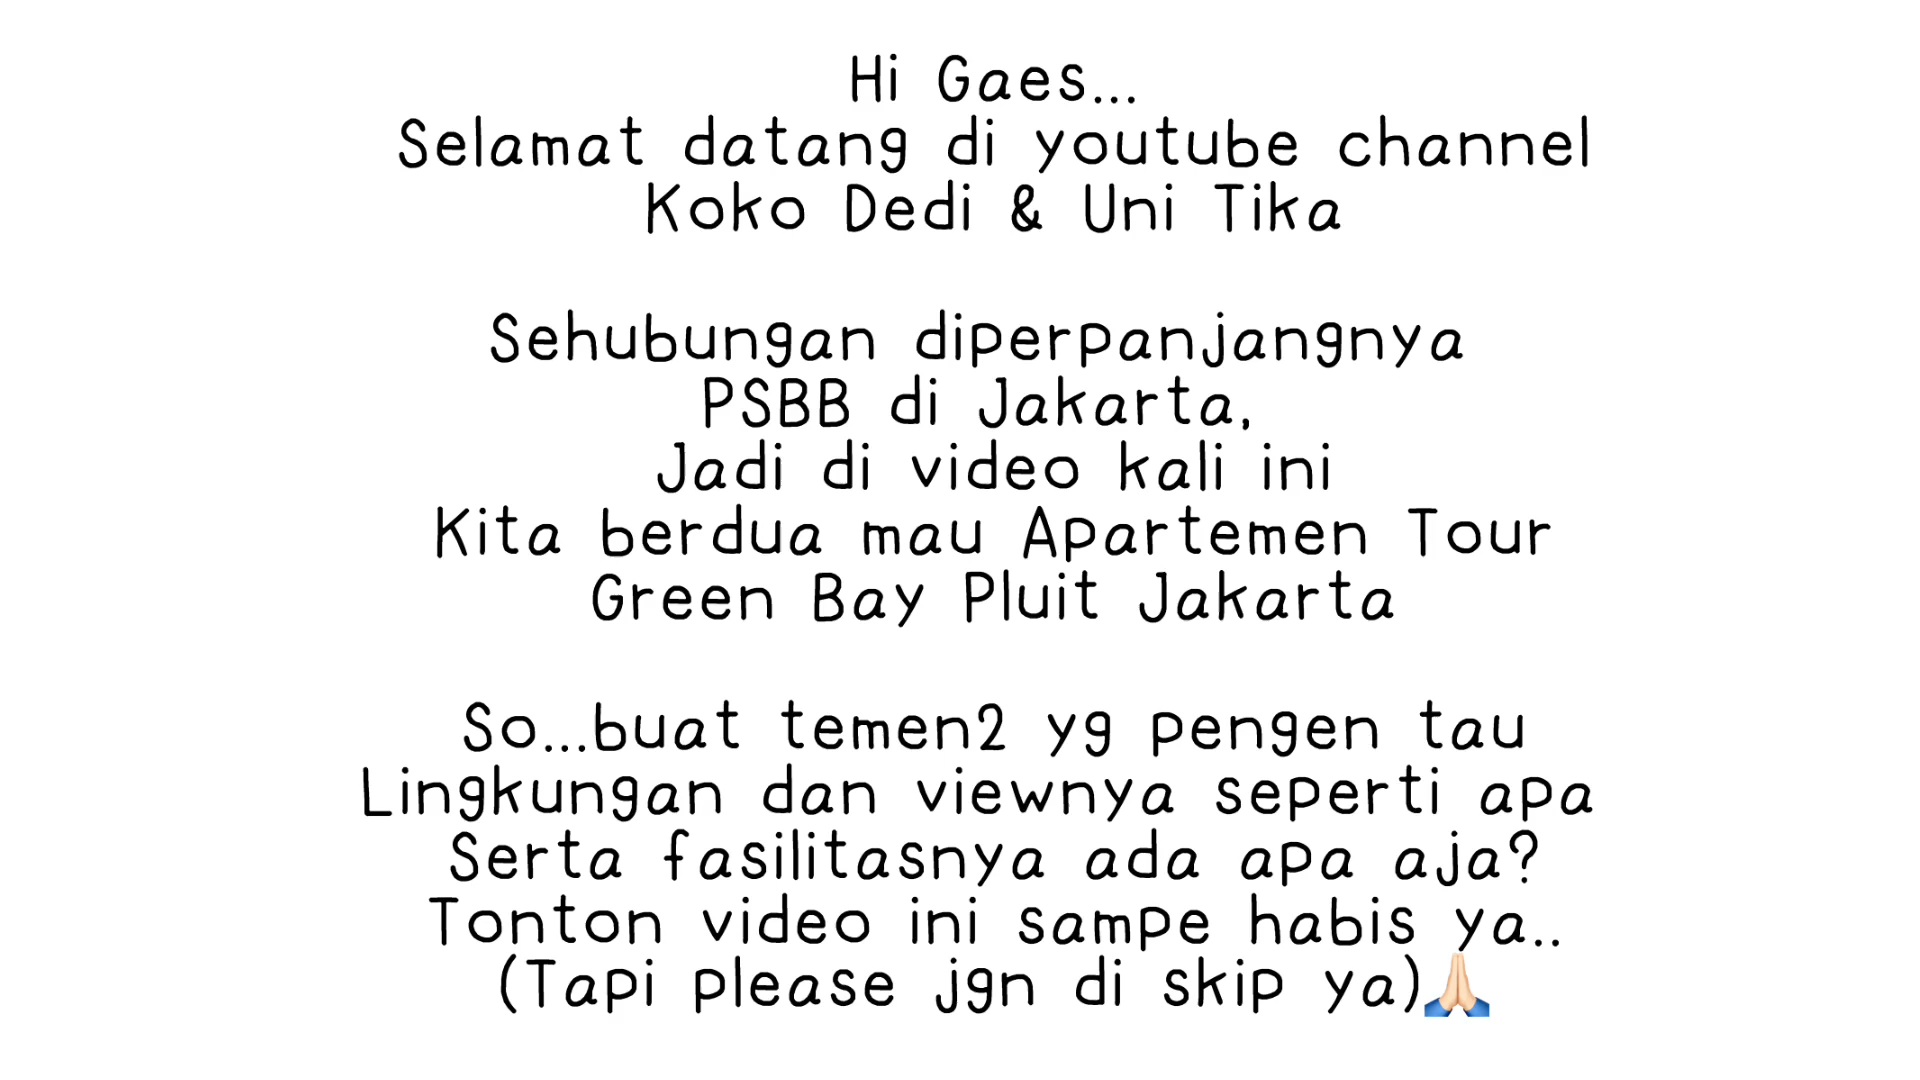 Hi Gaes...
Selamat datang di youtube channel
Koko Dedi & Uni Tika
Sehubungan diperpanjangnya
PSBB di Jakarta,
Jadi di video kali ini
Kita berdua mau Apartemen Tour
Green Bay Pluit Jakarta
So...buat temen2 yg pengen tau
Lingkungan dan viewnya seperti apa
Serta fasilitasnya ada apa aja?
Tonton video ini sampe habis ya..
(Tapi please jgn di skip ya)🙏🏻